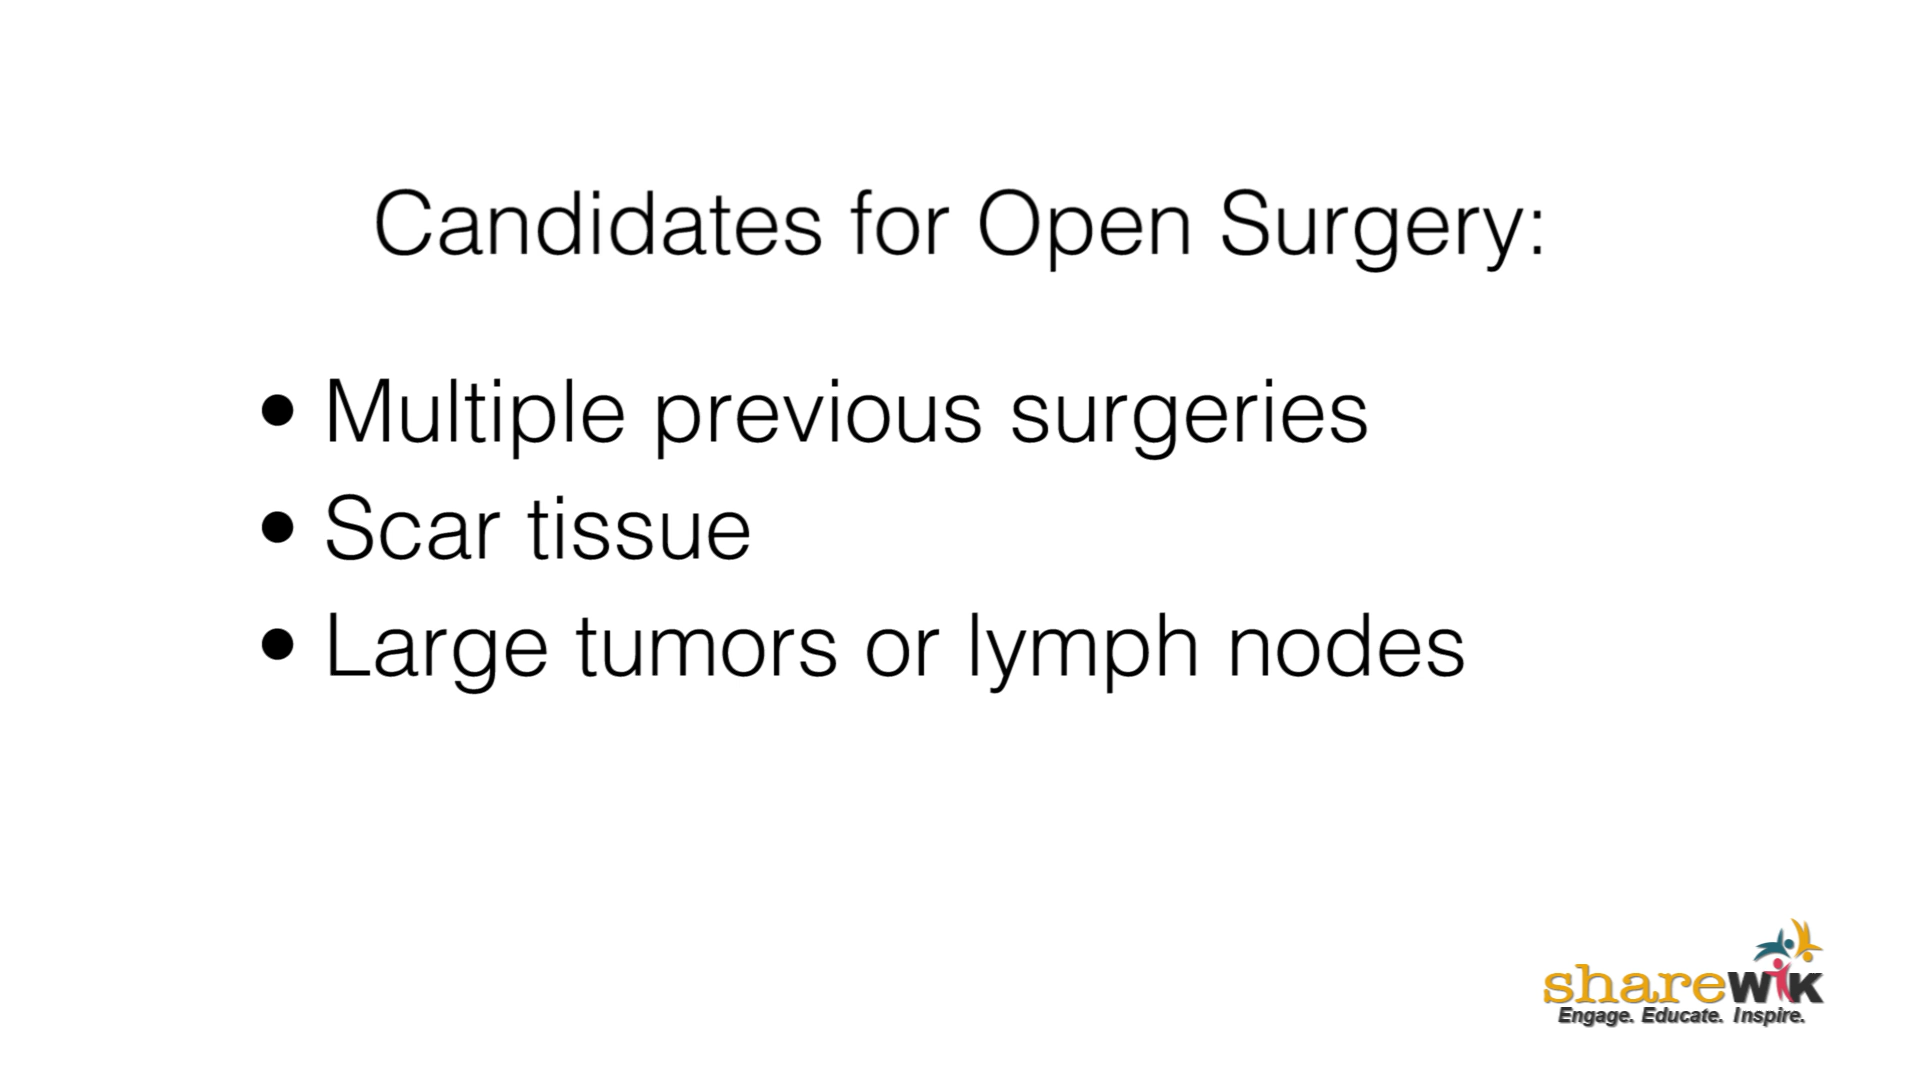 Candidates for Open Surgery:
• Multiple previous surgeries
• Scar tissue
• Large tumors or lymph nodes
sharewik
Engage. Educate. Inspire.